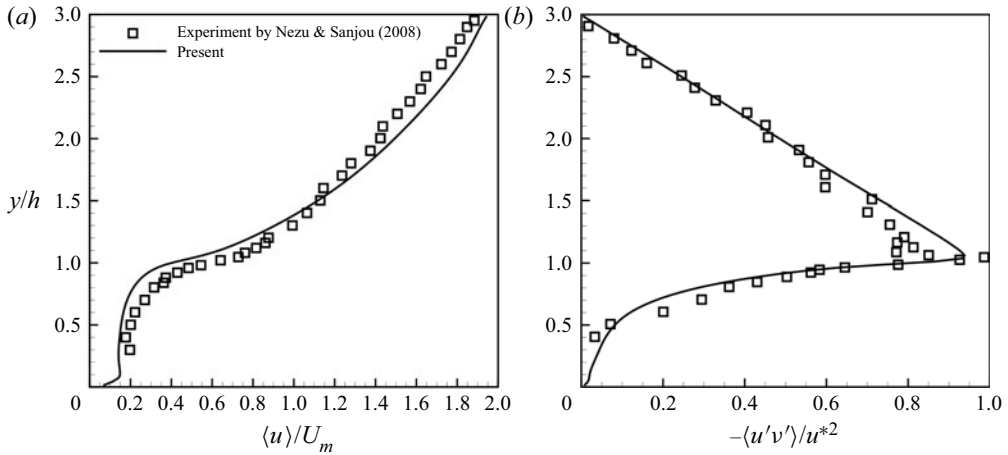 (a)
3.0
2.5
2.0
y/h
1.5
1.0
0.5
0 0.2 0.4 0.6 0.8 1.0 1.2 1.4 1.6 1.8 2.0
⟨u⟩/U_m
Experiment by Nezu & Sanjou (2008)
Present
(b)
3.0
2.5
2.0
1.5
1.0
0.5
0 0.2 0.4 0.6 0.8 1.0
–⟨u′v′⟩/u*²